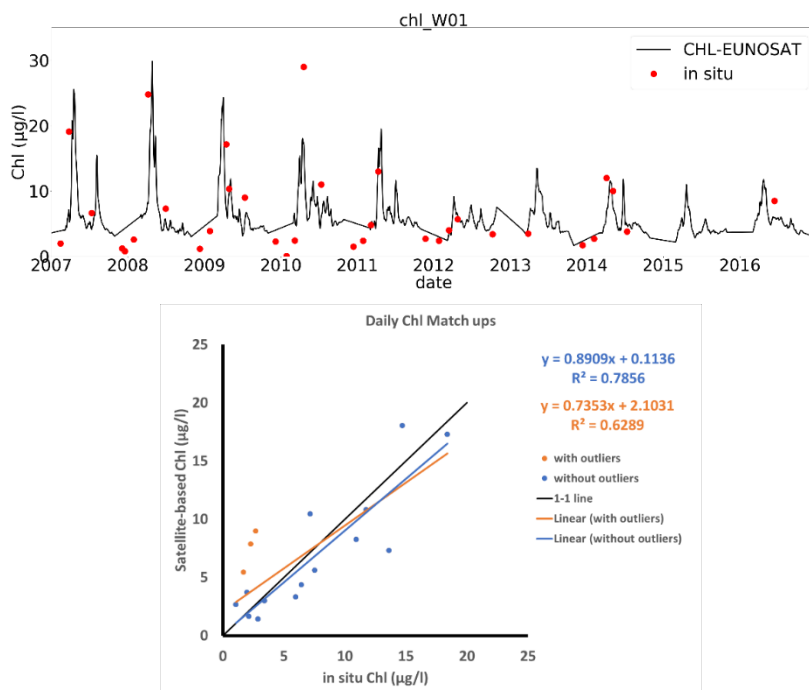 chl_W01
30
20
10
0
Chl (µg/l)
CHL-EUNOSAT
in situ
2007 2008 2009 2010 2011 2012 2013 2014 2015 2016
date
Daily Chl Match ups
25
20
15
10
5
0
Satellite-based Chl (µg/l)
y = 0.8909x + 0.1136
R² = 0.7856
y = 0.7353x + 2.1031
R² = 0.6289
with outliers
without outliers
1-1 line
Linear (with outliers)
Linear (without outliers)
0 5 10 15 20 25
in situ Chl (µg/l)